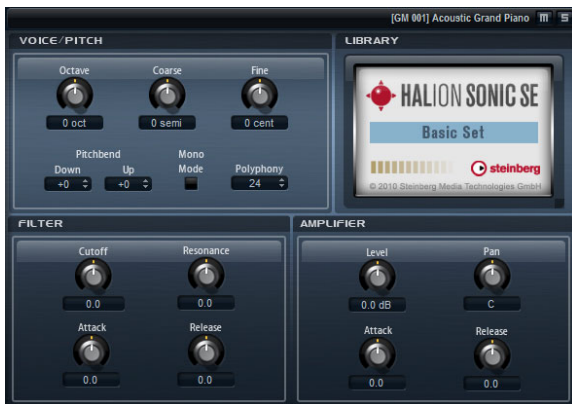 [GM 001] Acoustic Grand Piano M S
VOICE/PITCH
Octave Coarse Fine
0 oct 0 semi 0 cent
Pitchbend Mono
Down Up Mode Polyphony
+0 +0 24
LIBRARY
HALION SONIC SE
Basic Set
steinberg
© 2010 Steinberg Media Technologies GmbH
FILTER
Cutoff Resonance
0.0 0.0
Attack Release
0.0 0.0
AMPLIFIER
Level Pan
0.0 dB C
Attack Release
0.0 0.0